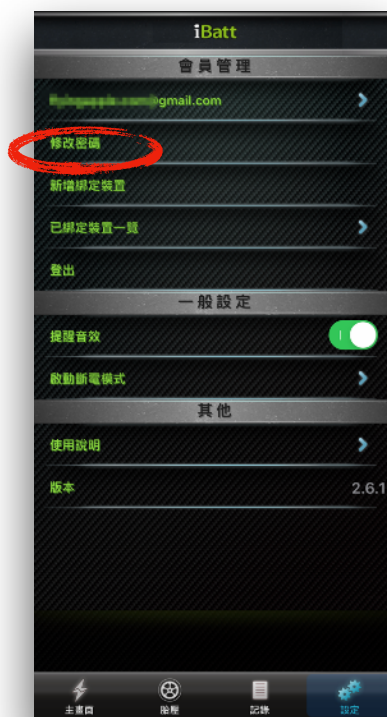 iBatt
會員管理
@gmail.com
修改密碼
新增綁定裝置
已綁定裝置一覽
登出
一般設定
提醒音效
啟動斷電模式
其他
使用說明
版本 2.6.1
主畫面 胎壓 記錄 設定